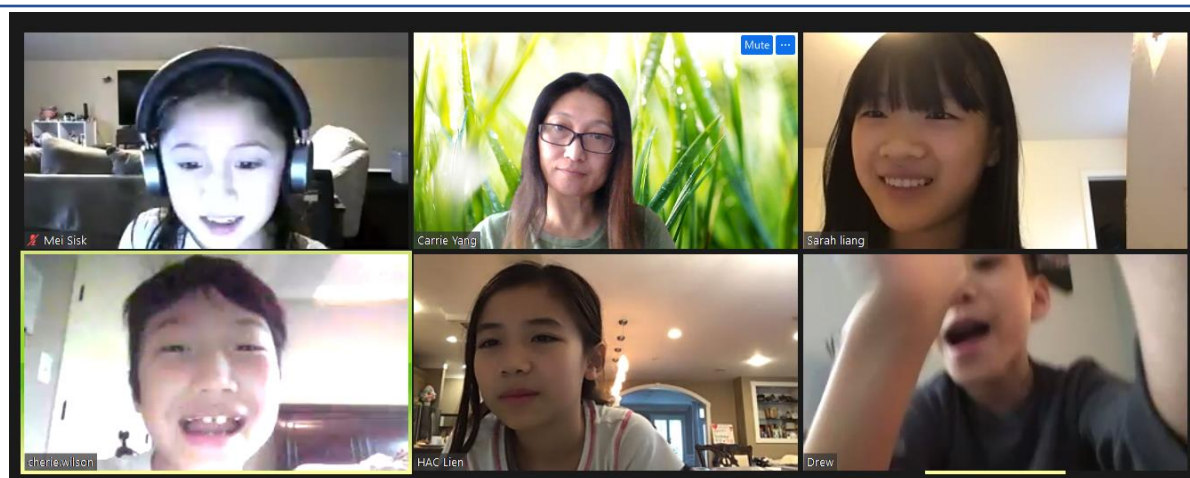 Mute ...
Mei Sisk
Carrie Yang
Sarah liang
cherie.wilson
HAC Lien
Drew